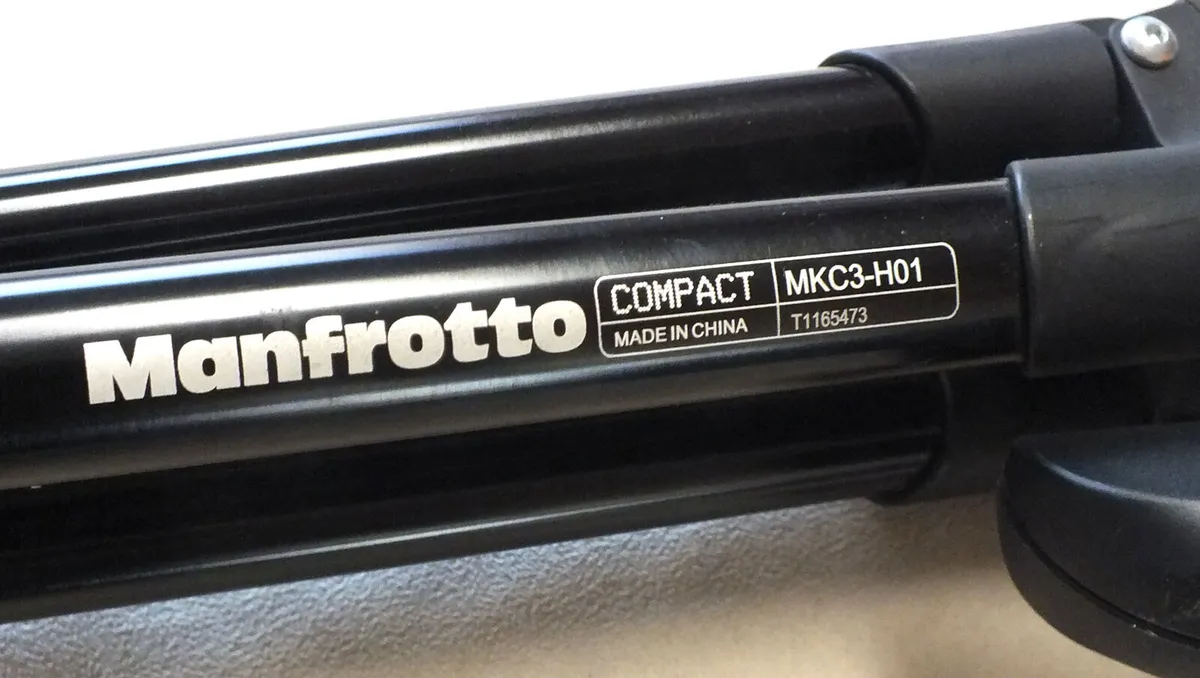 Manfrotto
COMPACT
MADE IN CHINA
MKC3-H01
T1165473